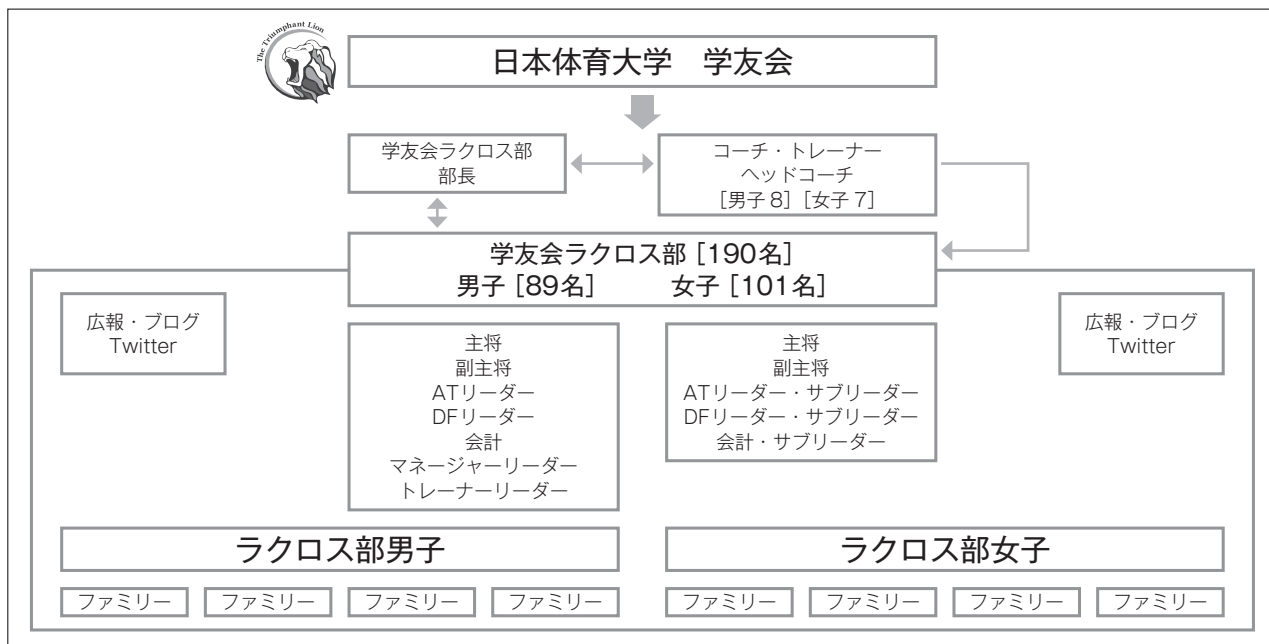 The Triumphant Lion
日本体育大学　学友会
学友会ラクロス部
部長
コーチ・トレーナー
ヘッドコーチ
［男子 8］［女子 7］
学友会ラクロス部［190名］
男子［89名］　女子［101名］
広報・ブログ
Twitter
主将
副主将
ATリーダー
DFリーダー
会計
マネージャーリーダー
トレーナーリーダー
主将
副主将
ATリーダー・サブリーダー
DFリーダー・サブリーダー
会計・サブリーダー
広報・ブログ
Twitter
ラクロス部男子
ラクロス部女子
ファミリー　ファミリー　ファミリー　ファミリー　ファミリー　ファミリー　ファミリー　ファミリー